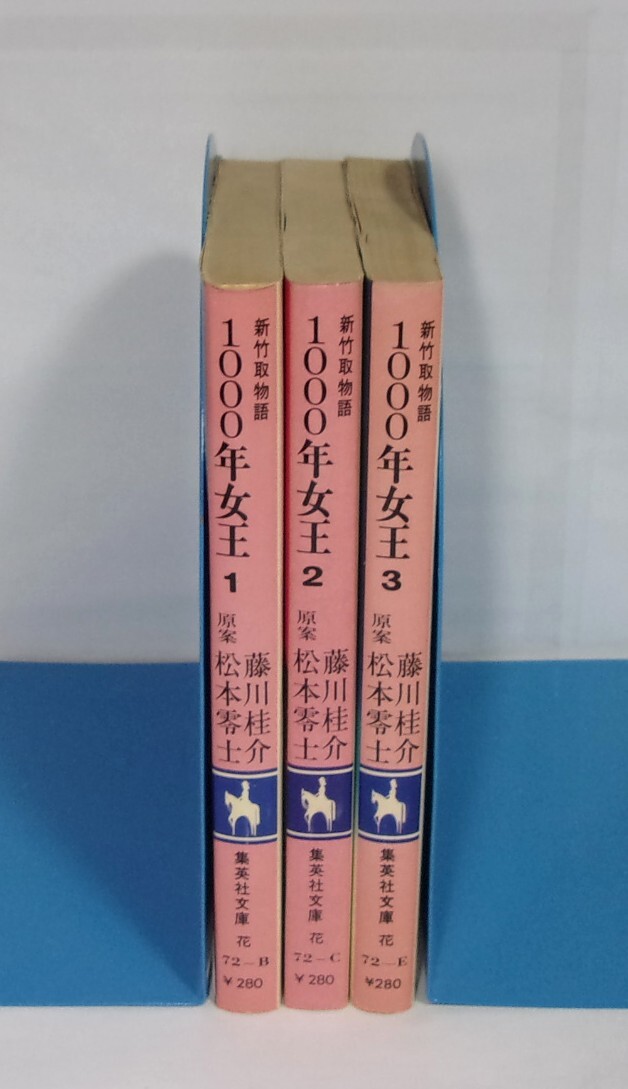 新竹取物語
1000年女王
1
藤川桂介
原案
松本零士
集英社文庫 花
72-B
¥280
新竹取物語
1000年女王
2
藤川桂介
原案
松本零士
集英社文庫 花
72-C
¥280
新竹取物語
1000年女王
3
藤川桂介
原案
松本零士
集英社文庫 花
72-E
¥280